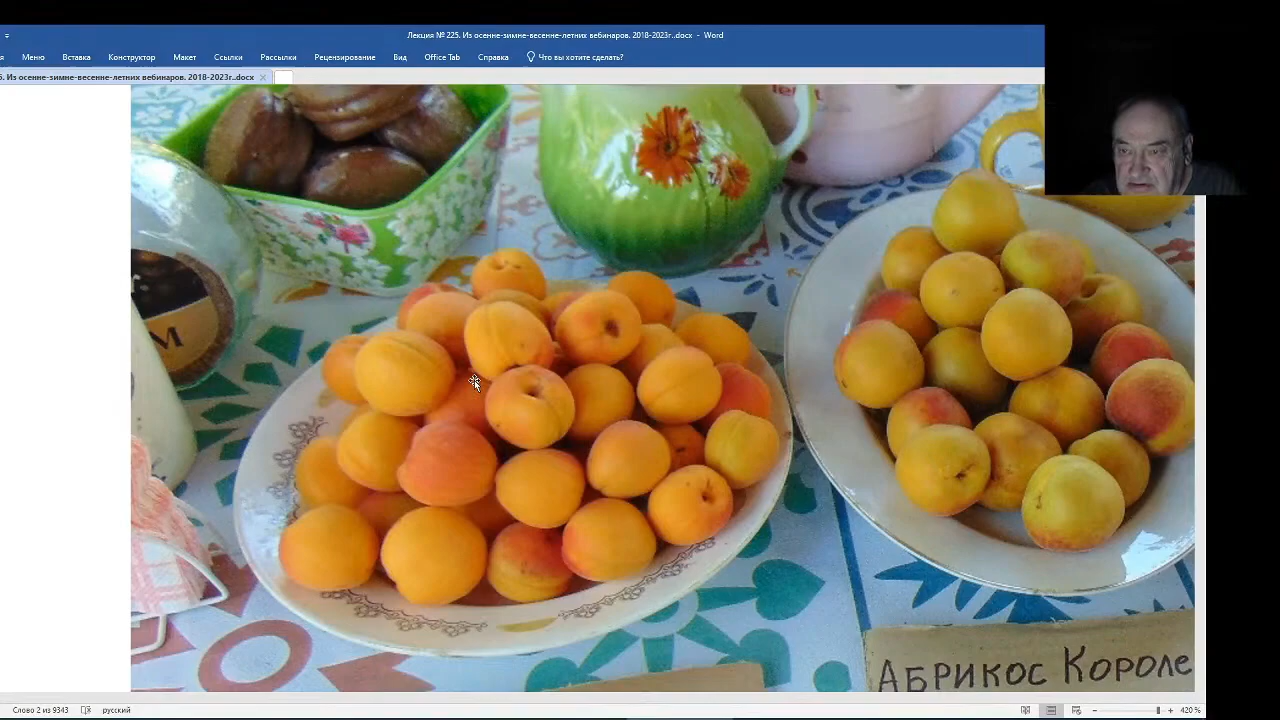 Лекция № 225. Из осенне-зимне-весенне-летних вебинаров. 2018-2023г..docx - Word
Меню Вставка Конструктор Макет Ссылки Рассылки Рецензирование Вид Office Tab Справка Что вы хотите сделать?
. Из осенне-зимне-весенне-летних вебинаров. 2018-2023г..docx
М
Абрикос Короле
Слово 2 из 9343 русский 420 %